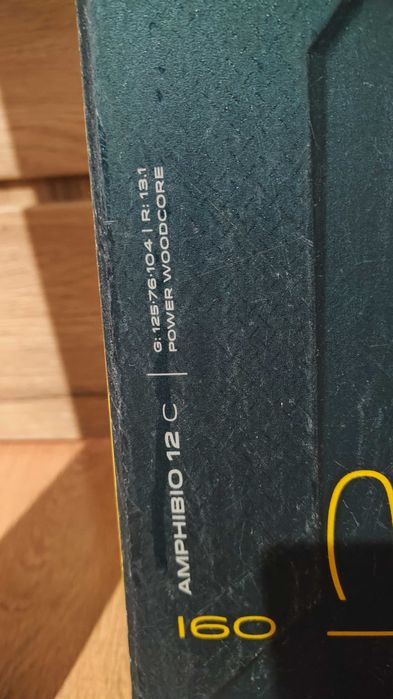 AMPHIBIO 12 C
G: 125•76•104 | R: 13.1
POWER WOODCORE
160